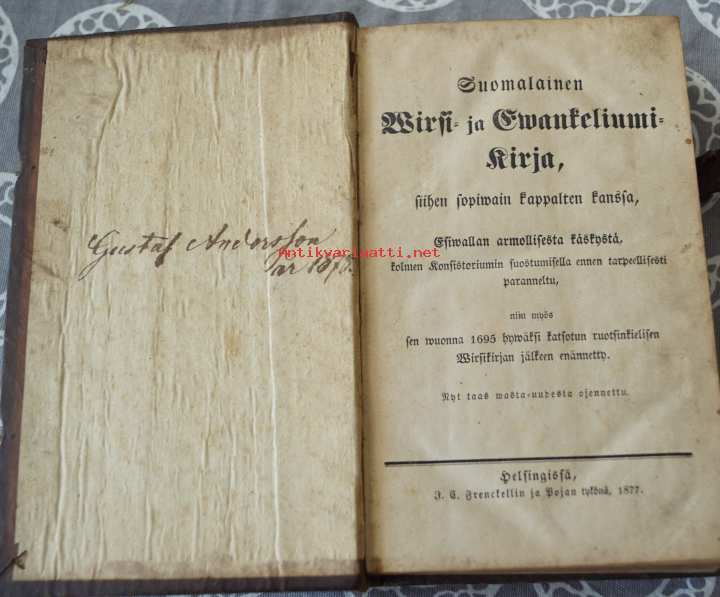 Gustaf Andersson
år
Antikvariaatti.net
Suomalainen
Wirsi- ja Ewankeliumi-
Kirja,
siihen sopiwain kappalten kanssa,
Esiwallan armollisesta käskystä,
kolmen Konsistoriumin suostumisella ennen tarpeellisesti
paranneltu,
niin myös
sen wuonna 1695 hywäksi katsotun ruotsinkielisen
Wirsikirjan jälkeen enännetty.
Nyt taas wasta-uudesta ojennettu.
Helsingissä,
J. C. Frenckellin ja Pojan tykönä, 1877.